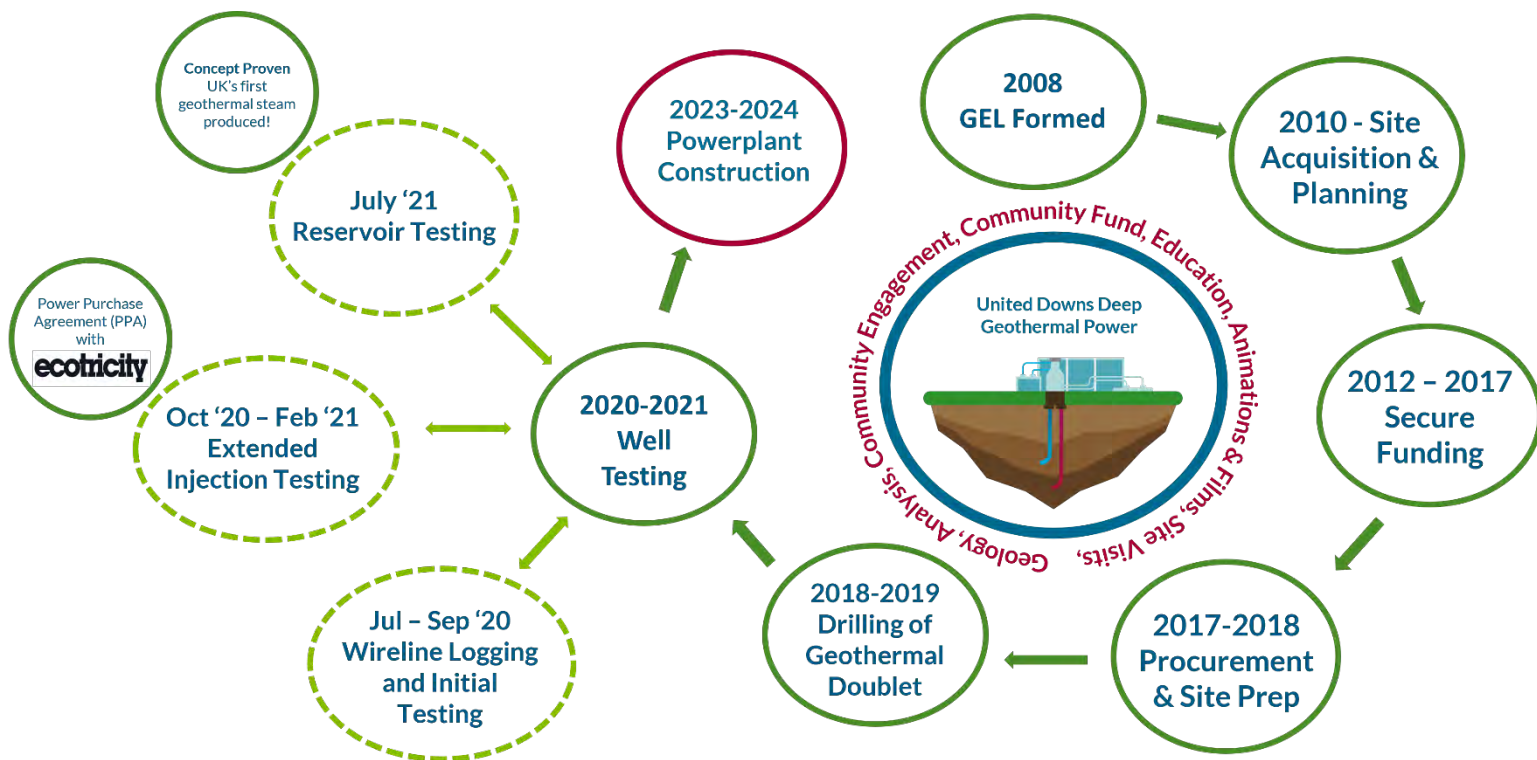 Concept Proven
UK's first
geothermal steam
produced!
July '21
Reservoir Testing
Power Purchase
Agreement (PPA)
with
ecotricity
Oct '20 – Feb '21
Extended
Injection Testing
Jul – Sep '20
Wireline Logging
and Initial
Testing
2020-2021
Well
Testing
2023-2024
Powerplant
Construction
2008
GEL Formed
2010 - Site
Acquisition &
Planning
2012 – 2017
Secure
Funding
2017-2018
Procurement
& Site Prep
2018-2019
Drilling of
Geothermal
Doublet
Geology, Analysis, Community Engagement, Community Fund, Education, Animations & Films, Site Visits,
United Downs Deep
Geothermal Power